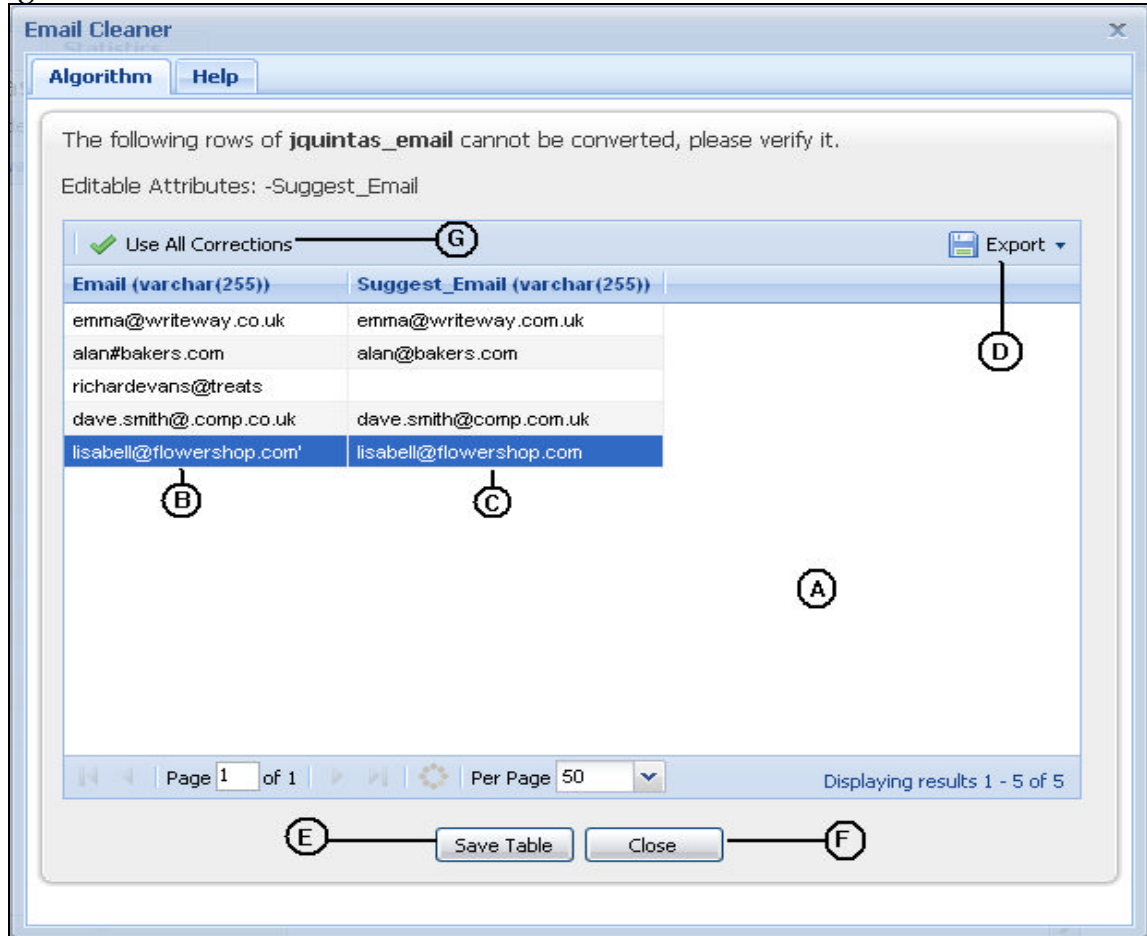 Email Cleaner
Statistics
Algorithm Help
The following rows of jquintas_email cannot be converted, please verify it.
Editable Attributes: -Suggest_Email
Use All Corrections G Export
Email (varchar(255)) Suggest_Email (varchar(255))
emma@writeway.co.uk emma@writeway.com.uk
alan#bakers.com alan@bakers.com D
richardevans@treats
dave.smith@.comp.co.uk dave.smith@comp.com.uk
lisabell@flowershop.com' lisabell@flowershop.com
B C
A
Page 1 of 1 Per Page 50 Displaying results 1 - 5 of 5
E Save Table Close F